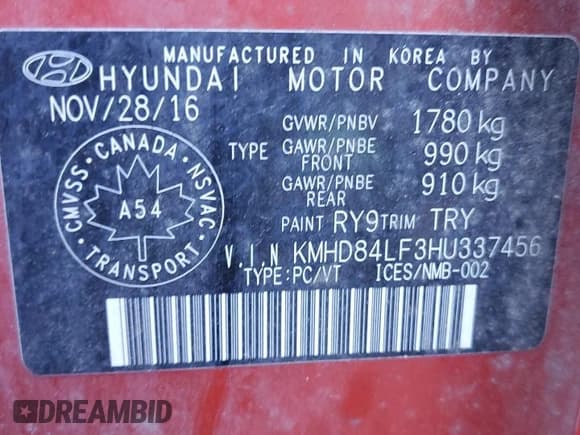 MANUFACTURED IN KOREA BY
HYUNDAI MOTOR COMPANY
NOV/28/16
GVWR/PNBV 1780 kg
TYPE GAWR/PNBE FRONT 990 kg
GAWR/PNBE REAR 910 kg
PAINT RY9 TRIM TRY
CMVSS · CANADA · NSVAC · TRANSPORT ·
A54
V.I.N KMHD84LF3HU337456
TYPE:PC/VT ICES/NMB-002
DREAMBID